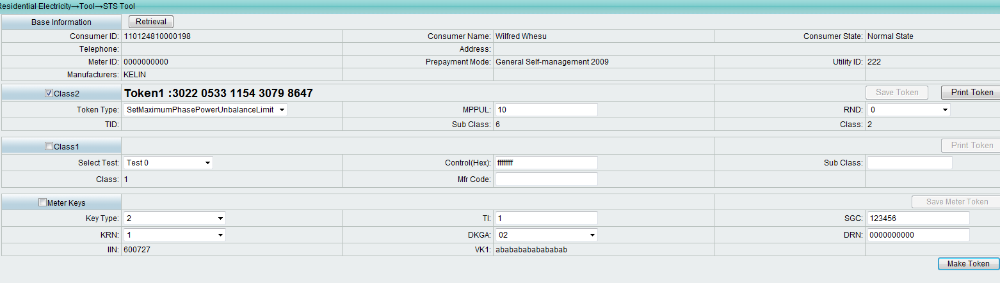 Residential Electricity→Tool→STS Tool
Base Information Retrieval
Consumer ID: 110124810000198 Consumer Name: Wilfred Whesu Consumer State: Normal State
Telephone: Address:
Meter ID: 0000000000 Prepayment Mode: General Self-management 2009 Utility ID: 222
Manufacturers: KELIN
Class2 Token1 :3022 0533 1154 3079 8647 Save Token Print Token
Token Type: SetMaximumPhasePowerUnbalanceLimit MPPUL: 10 RND: 0
TID: Sub Class: 6 Class: 2
Class1 Print Token
Select Test: Test 0 Control(Hex): ffffffff Sub Class:
Class: 1 Mfr Code:
Meter Keys Save Meter Token
Key Type: 2 TI: 1 SGC: 123456
KRN: 1 DKGA: 02 DRN: 0000000000
IIN: 600727 VK1: abababababababab
Make Token